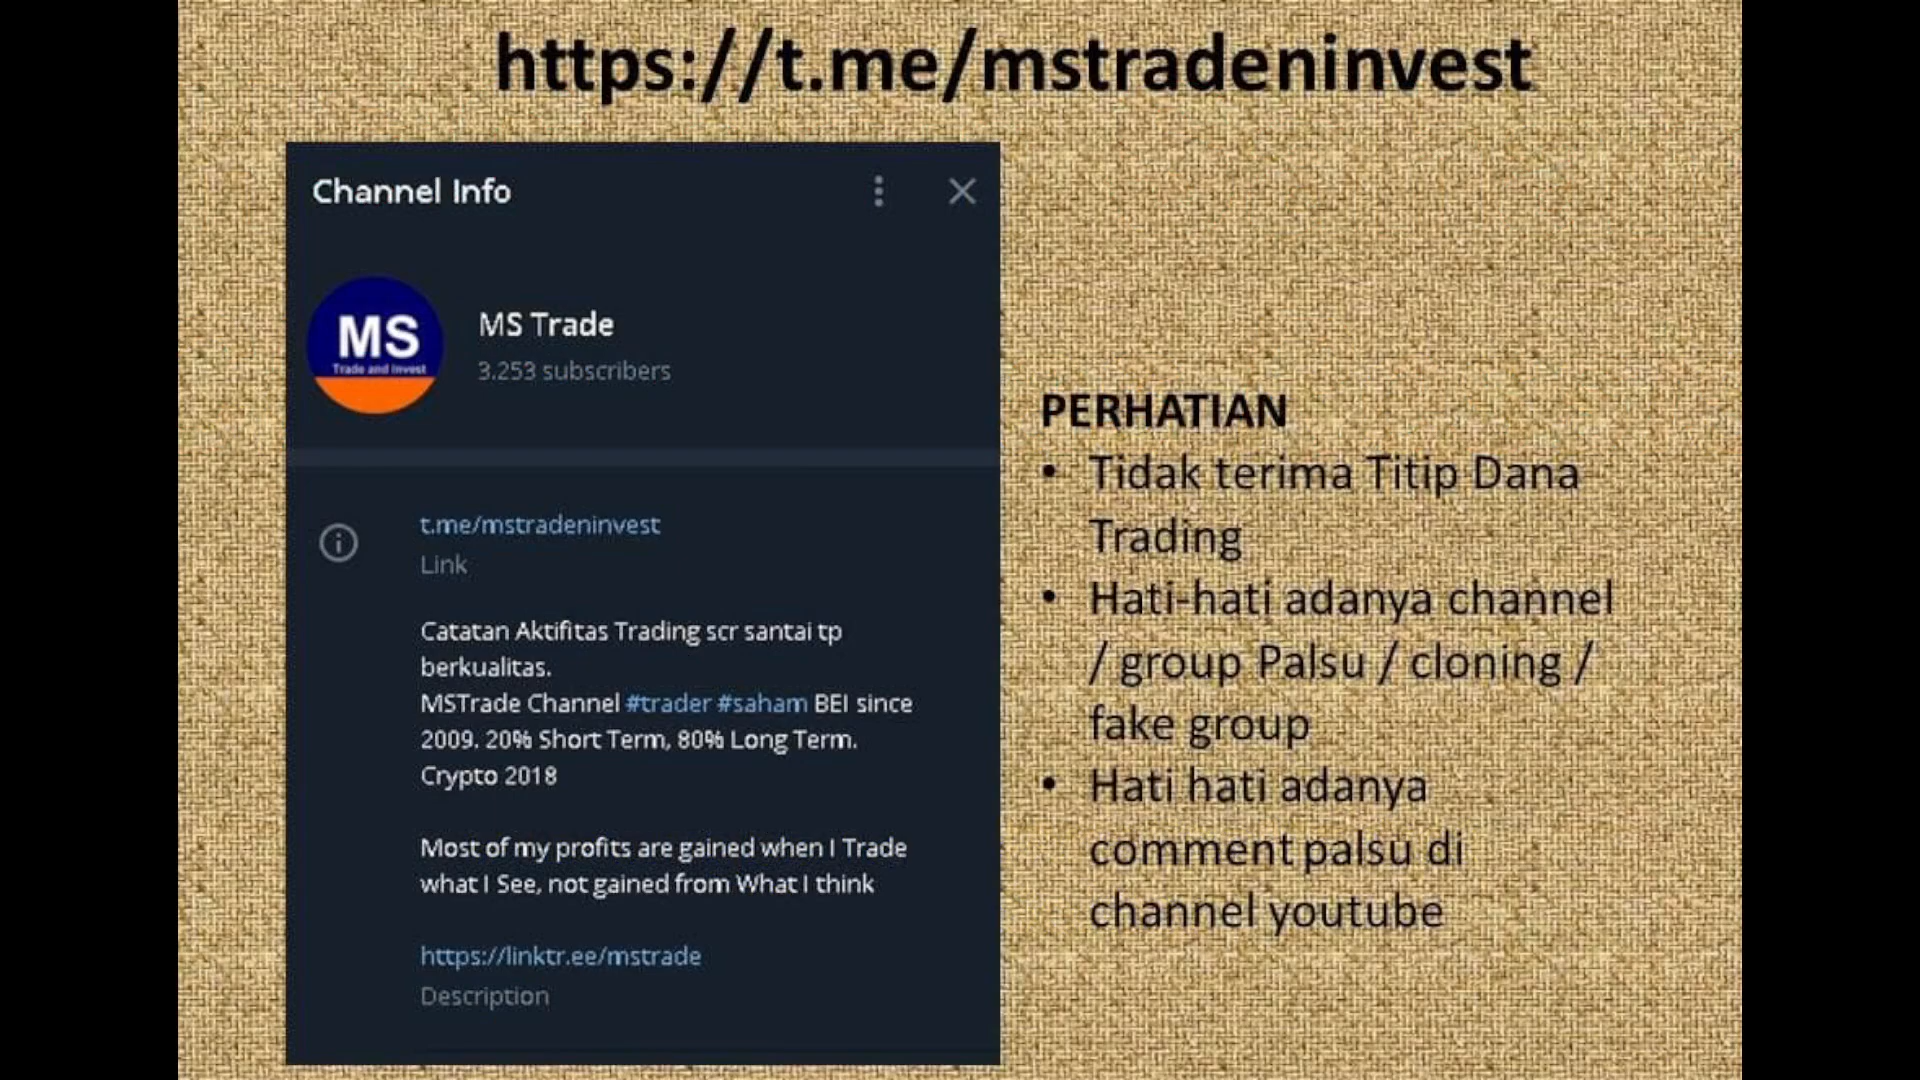 https://t.me/mstradeninvest
Channel Info
MS
Trade and Invest
MS Trade
3.253 subscribers
t.me/mstradeninvest
Link
Catatan Aktifitas Trading scr santai tp
berkualitas.
MSTrade Channel #trader #saham BEI since
2009. 20% Short Term, 80% Long Term.
Crypto 2018
Most of my profits are gained when I Trade
what I See, not gained from What I think
https://linktr.ee/mstrade
Description
PERHATIAN
• Tidak terima Titip Dana
Trading
• Hati-hati adanya channel
/ group Palsu / cloning /
fake group
• Hati hati adanya
comment palsu di
channel youtube